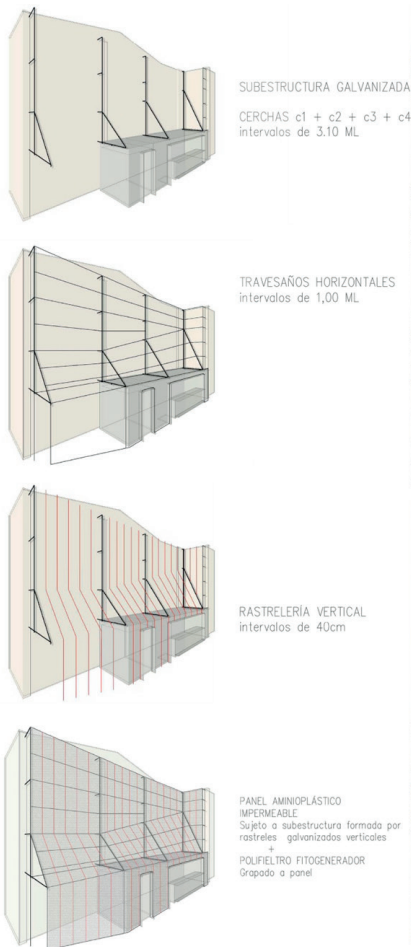 SUBESTRUCTURA GALVANIZADA
CERCHAS c1 + c2 + c3 + c4
intervalos de 3.10 ML
TRAVESAÑOS HORIZONTALES
intervalos de 1,00 ML
RASTRELERÍA VERTICAL
intervalos de 40cm
PANEL AMINIOPLÁSTICO
IMPERMEABLE
Sujeto a subestructura formada por
rastreles galvanizados verticales
+
POLIFIELTRO FITOGENERADOR
Grapado a panel